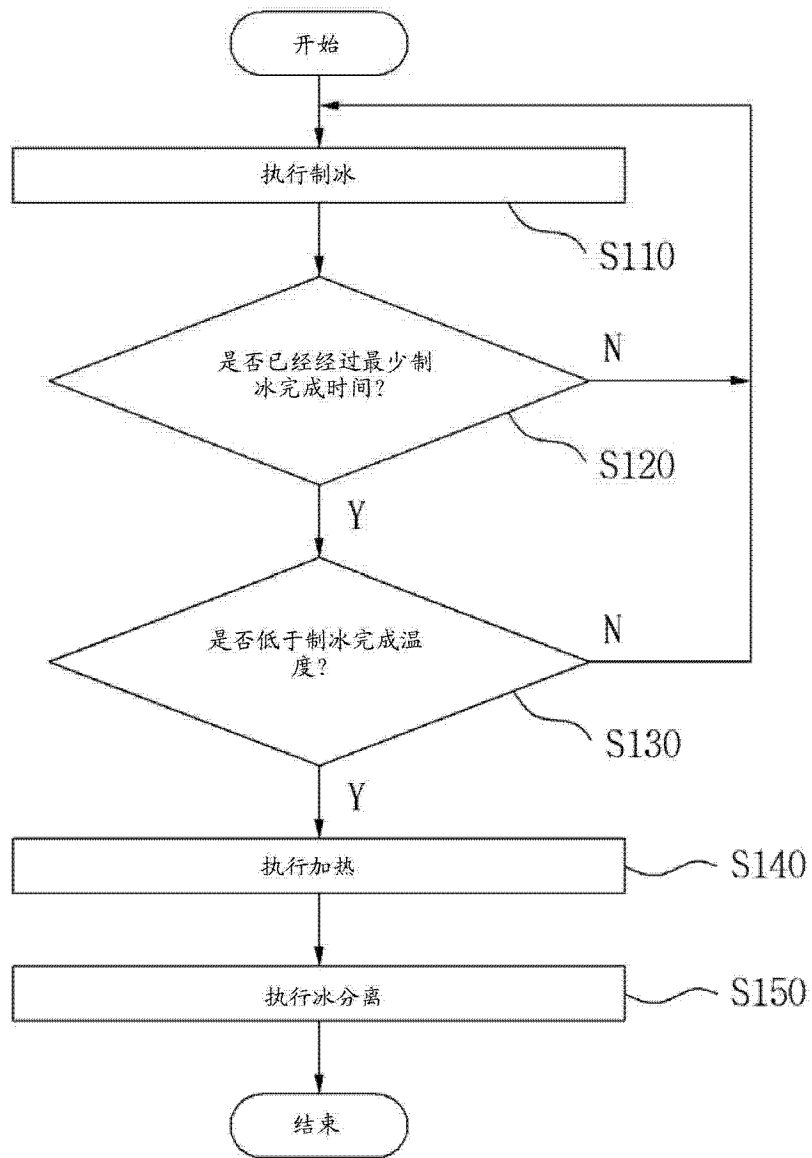 开始
执行制冰
S110
是否已经经过最少制
冰完成时间?
N
S120
Y
是否低于制冰完成温
度?
N
S130
Y
执行加热
S140
执行冰分离
S150
结束